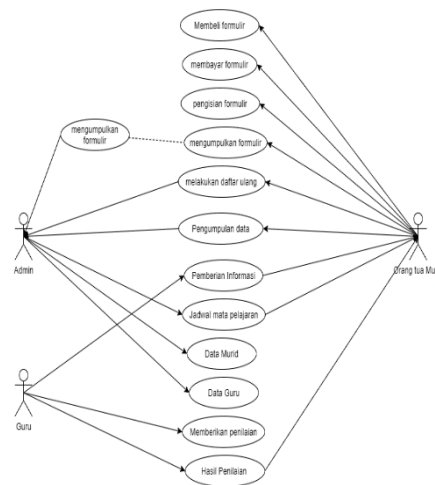 Membeli formulir
membayar formulir
pengisian formulir
mengumpulkan
formulir
mengumpulkan formulir
melakukan daftar ulang
Pengumpulan data
Admin
Orang tua Mu
Pemberian Informasi
Jadwal mata pelajaran
Data Murid
Data Guru
Guru
Memberikan penilaian
Hasil Penilaian